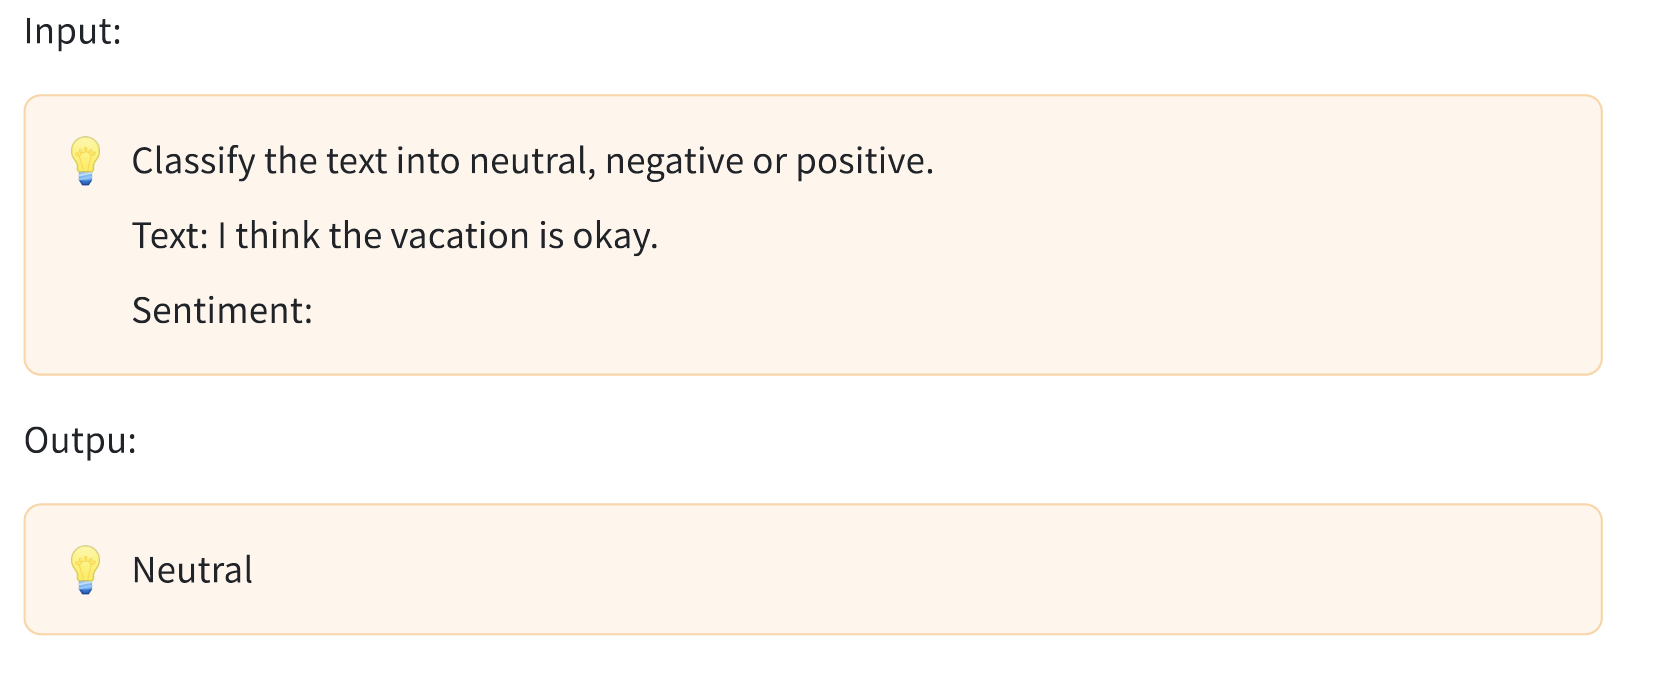 Input:
Classify the text into neutral, negative or positive.
Text: I think the vacation is okay.
Sentiment:
Outpu:
Neutral